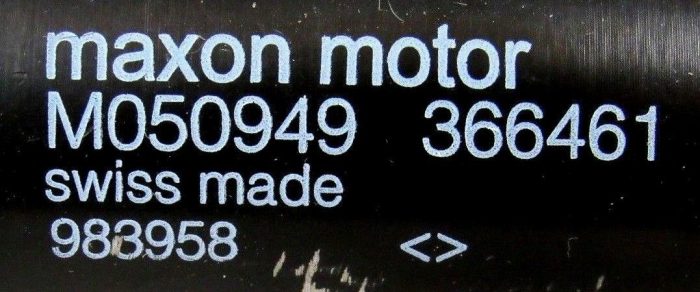 maxon motor
M050949 366461
swiss made
983958 <>